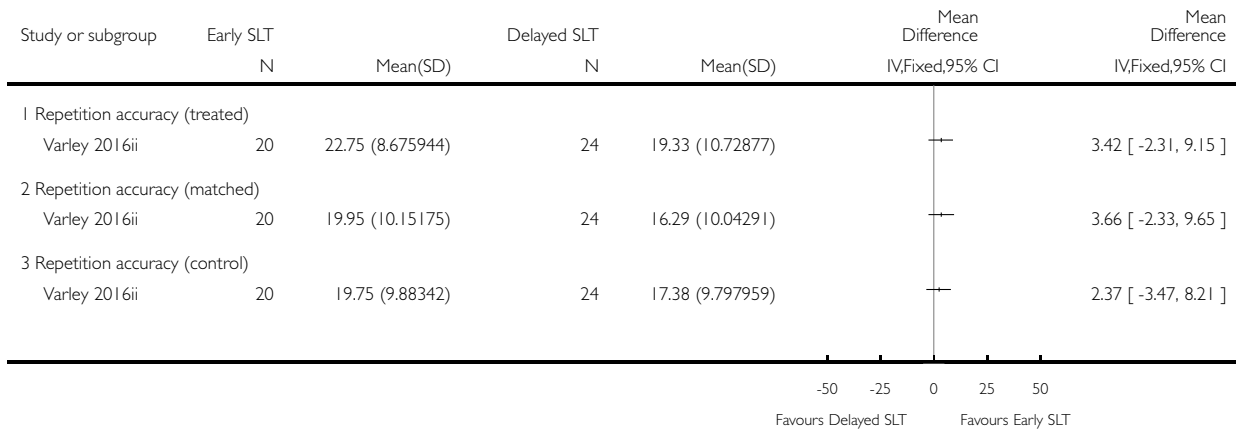 Study or subgroup Early SLT Delayed SLT Mean Difference Mean Difference
N Mean(SD) N Mean(SD) IV,Fixed,95% CI IV,Fixed,95% CI
1 Repetition accuracy (treated)
Varley 2016ii 20 22.75 (8.675944) 24 19.33 (10.72877) 3.42 [ -2.31, 9.15 ]
2 Repetition accuracy (matched)
Varley 2016ii 20 19.95 (10.15175) 24 16.29 (10.04291) 3.66 [ -2.33, 9.65 ]
3 Repetition accuracy (control)
Varley 2016ii 20 19.75 (9.88342) 24 17.38 (9.797959) 2.37 [ -3.47, 8.21 ]
-50 -25 0 25 50
Favours Delayed SLT Favours Early SLT